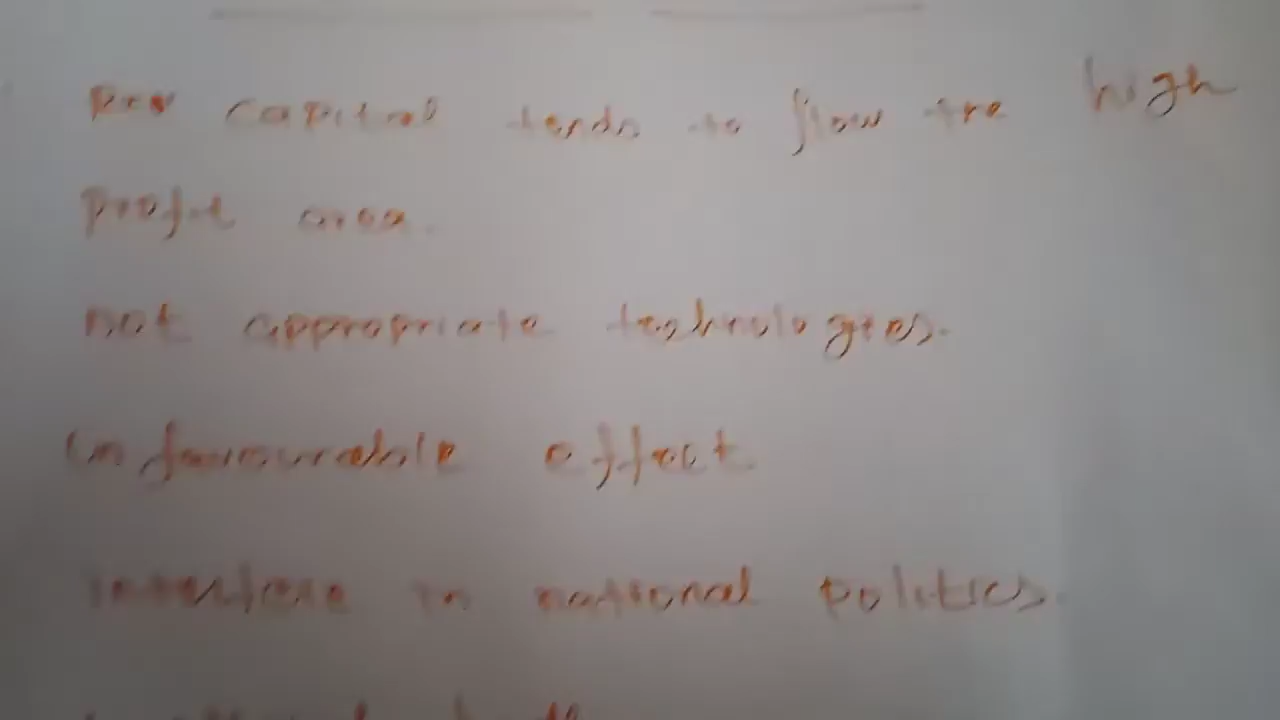 capital tends to flow the high
profit area.
not appropriate technologies.
unfavourable effect.
interfere in national politics.